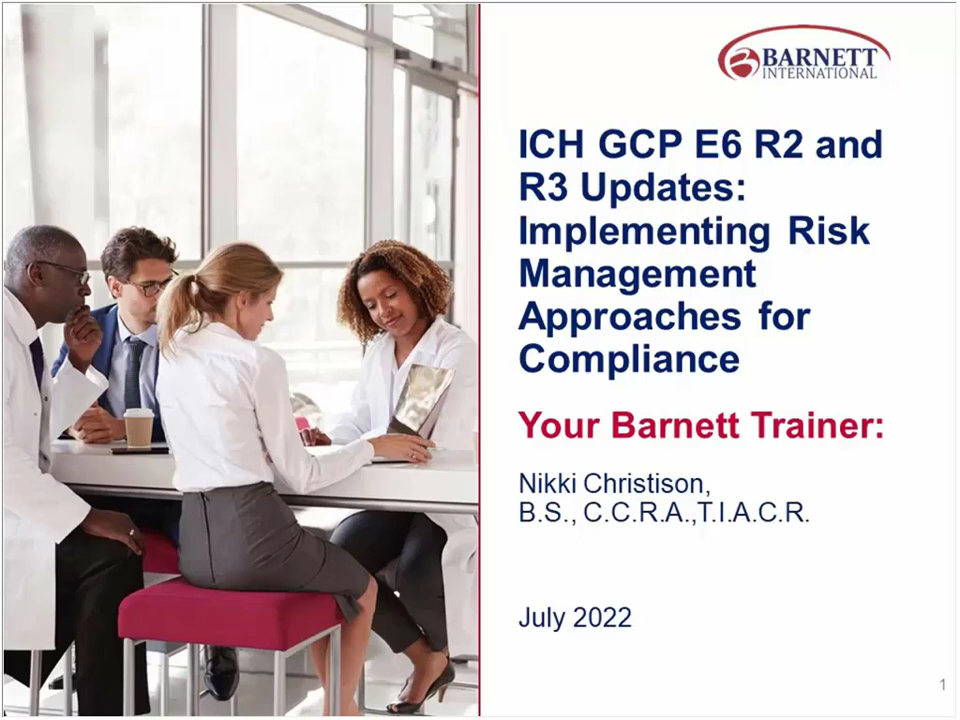 BARNETT
INTERNATIONAL
ICH GCP E6 R2 and
R3 Updates:
Implementing Risk
Management
Approaches for
Compliance
Your Barnett Trainer:
Nikki Christison,
B.S., C.C.R.A.,T.I.A.C.R.
July 2022
1